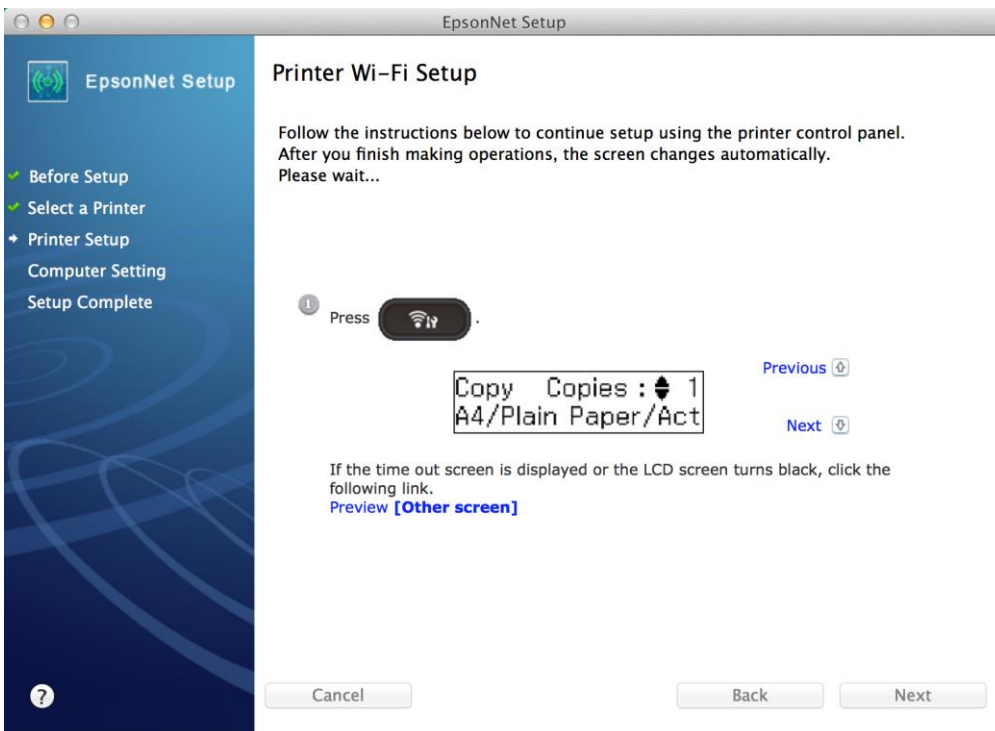 EpsonNet Setup
EpsonNet Setup
Before Setup
Select a Printer
Printer Setup
Computer Setting
Setup Complete
?
Printer Wi-Fi Setup
Follow the instructions below to continue setup using the printer control panel.
After you finish making operations, the screen changes automatically.
Please wait...
1
Press .
Copy Copies : 1
A4/Plain Paper/Act
Previous
Next
If the time out screen is displayed or the LCD screen turns black, click the
following link.
Preview [Other screen]
Cancel
Back
Next